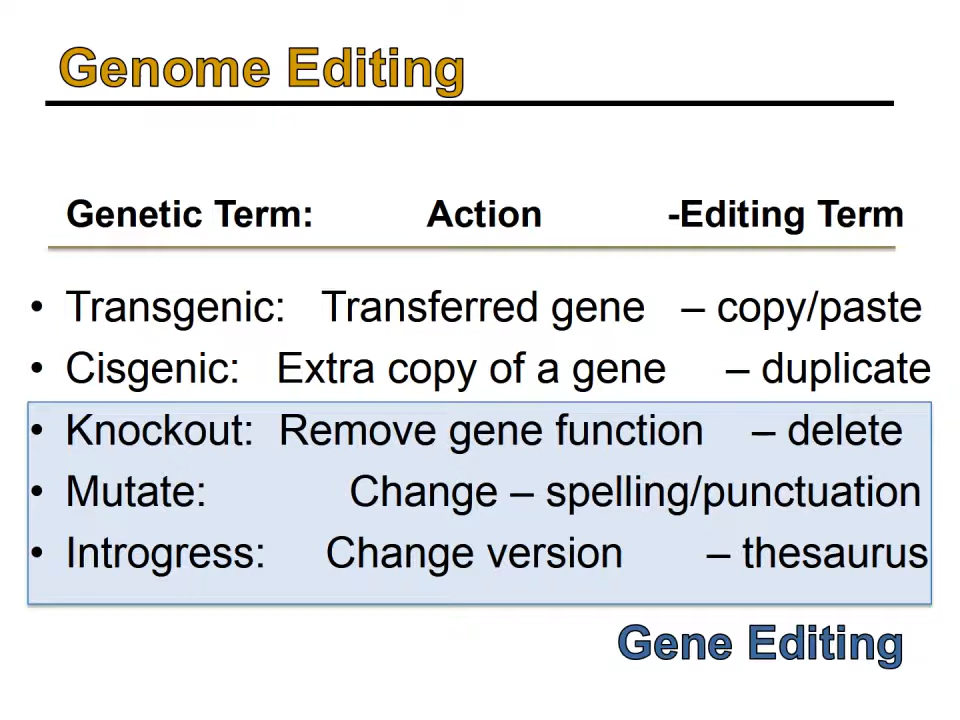 Genome Editing
Genetic Term: Action -Editing Term
• Transgenic: Transferred gene – copy/paste
• Cisgenic: Extra copy of a gene – duplicate
• Knockout: Remove gene function – delete
• Mutate: Change – spelling/punctuation
• Introgress: Change version – thesaurus
Gene Editing